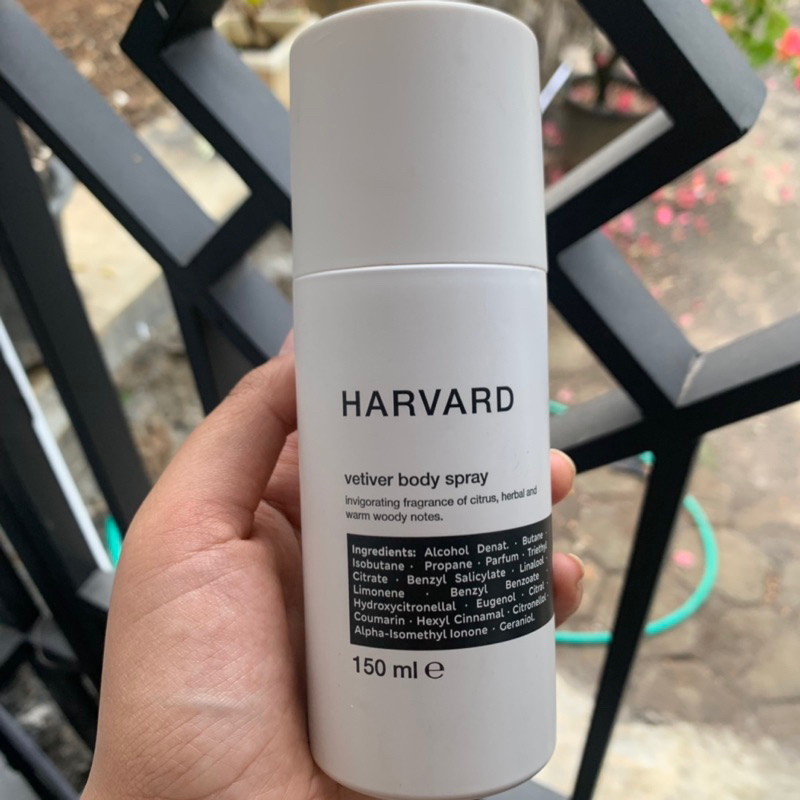 HARVARD
vetiver body spray
invigorating fragrance of citrus, herbal and
warm woody notes.
Ingredients: Alcohol Denat. · Butane ·
Isobutane · Propane · Parfum · Triethyl
Citrate · Benzyl Salicylate · Linalool ·
Limonene · Benzyl Benzoate ·
Hydroxycitronellal · Eugenol · Citral ·
Coumarin · Hexyl Cinnamal · Citronellol ·
Alpha-Isomethyl Ionone · Geraniol.
150 ml ℮